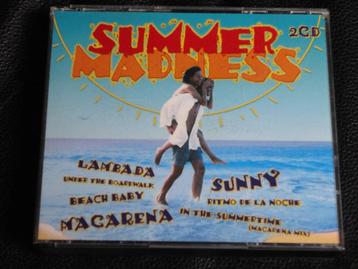 SUMMER
MADNESS
2CD
LAMBADA
UNDER THE BOARDWALK
SUNNY
BEACH BABY
RITMO DE LA NOCHE
MACARENA
IN THE SUMMERTIME
(MACARENA MIX)